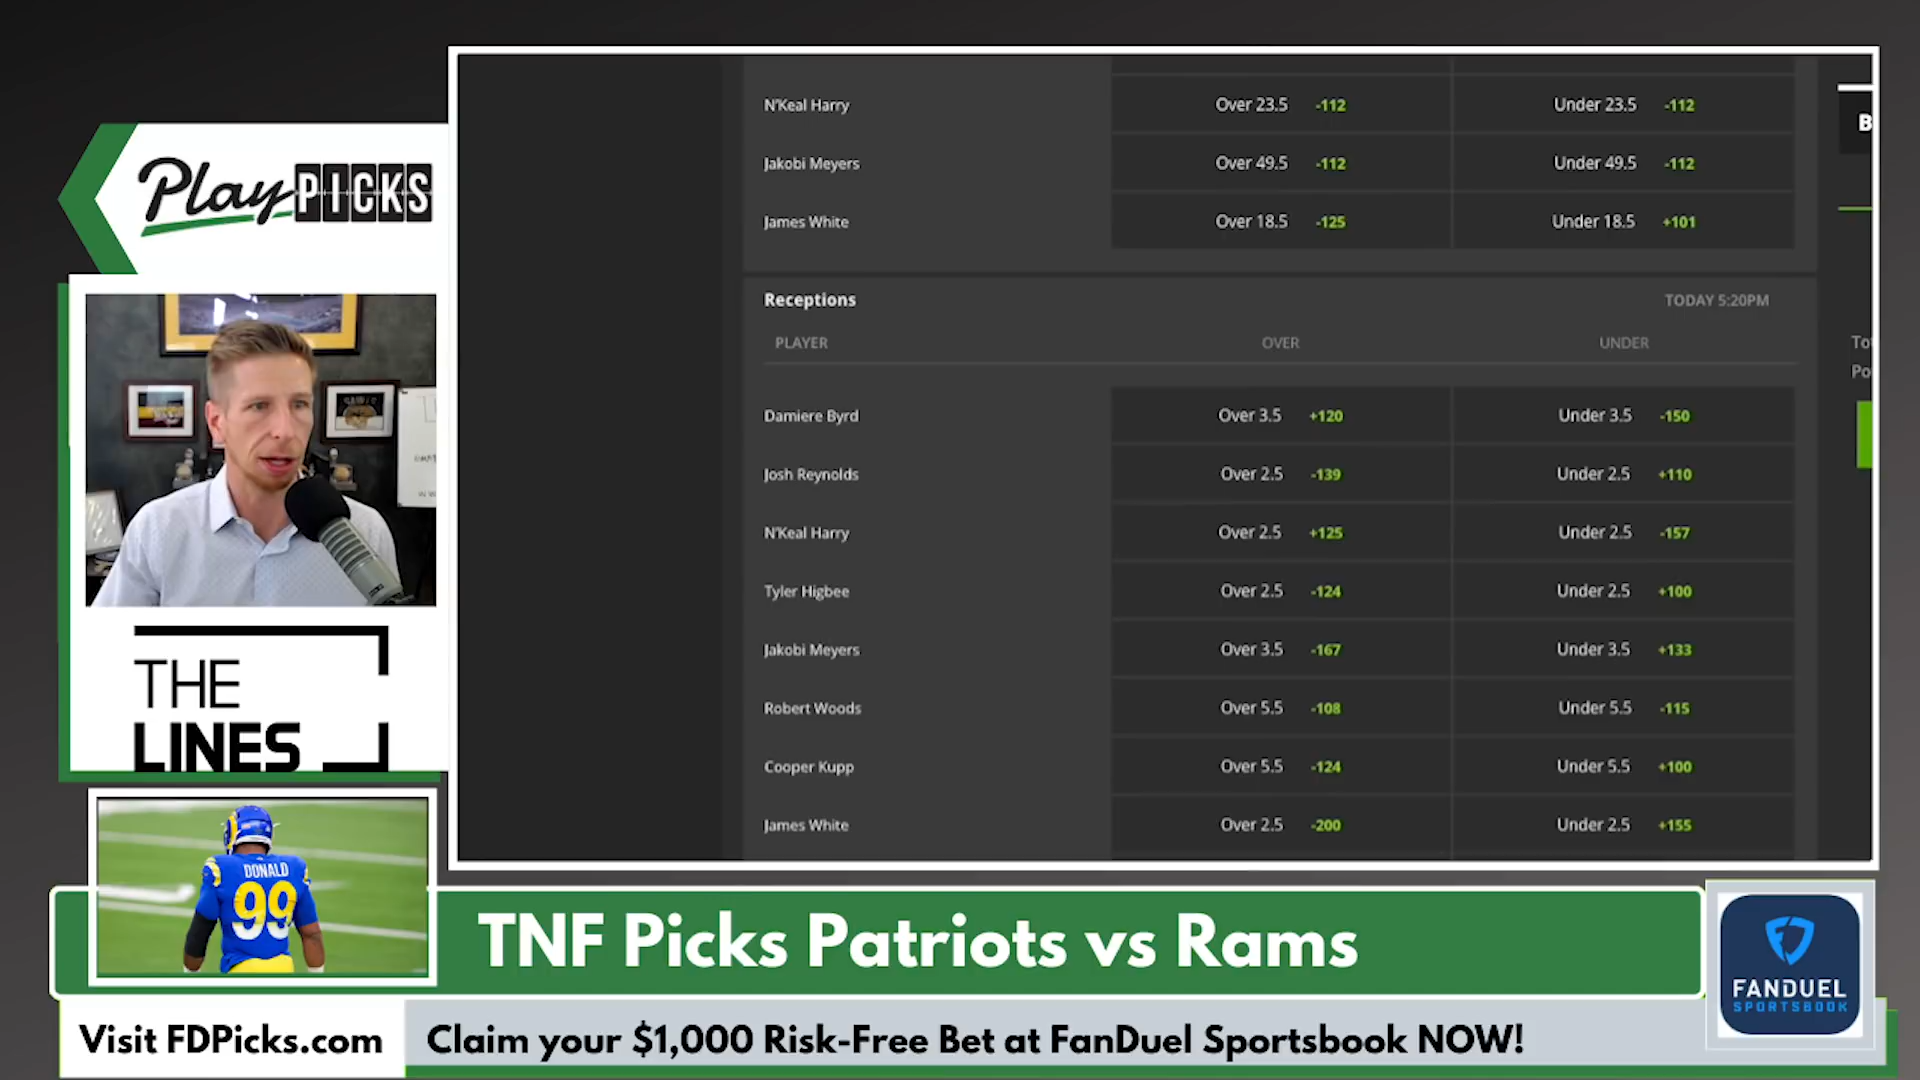 Play PICKS
THE
LINES
DONALD
99
N'Keal Harry Over 23.5 -112 Under 23.5 -112
Jakobi Meyers Over 49.5 -112 Under 49.5 -112
James White Over 18.5 -125 Under 18.5 +101
Receptions TODAY 5:20PM
PLAYER OVER UNDER
Damiere Byrd Over 3.5 +120 Under 3.5 -150
Josh Reynolds Over 2.5 -139 Under 2.5 +110
N'Keal Harry Over 2.5 +125 Under 2.5 -157
Tyler Higbee Over 2.5 -124 Under 2.5 +100
Jakobi Meyers Over 3.5 -167 Under 3.5 +133
Robert Woods Over 5.5 -108 Under 5.5 -115
Cooper Kupp Over 5.5 -124 Under 5.5 +100
James White Over 2.5 -200 Under 2.5 +155
B
To
Po
TNF Picks Patriots vs Rams
FANDUEL
SPORTSBOOK
Visit FDPicks.com
Claim your $1,000 Risk-Free Bet at FanDuel Sportsbook NOW!